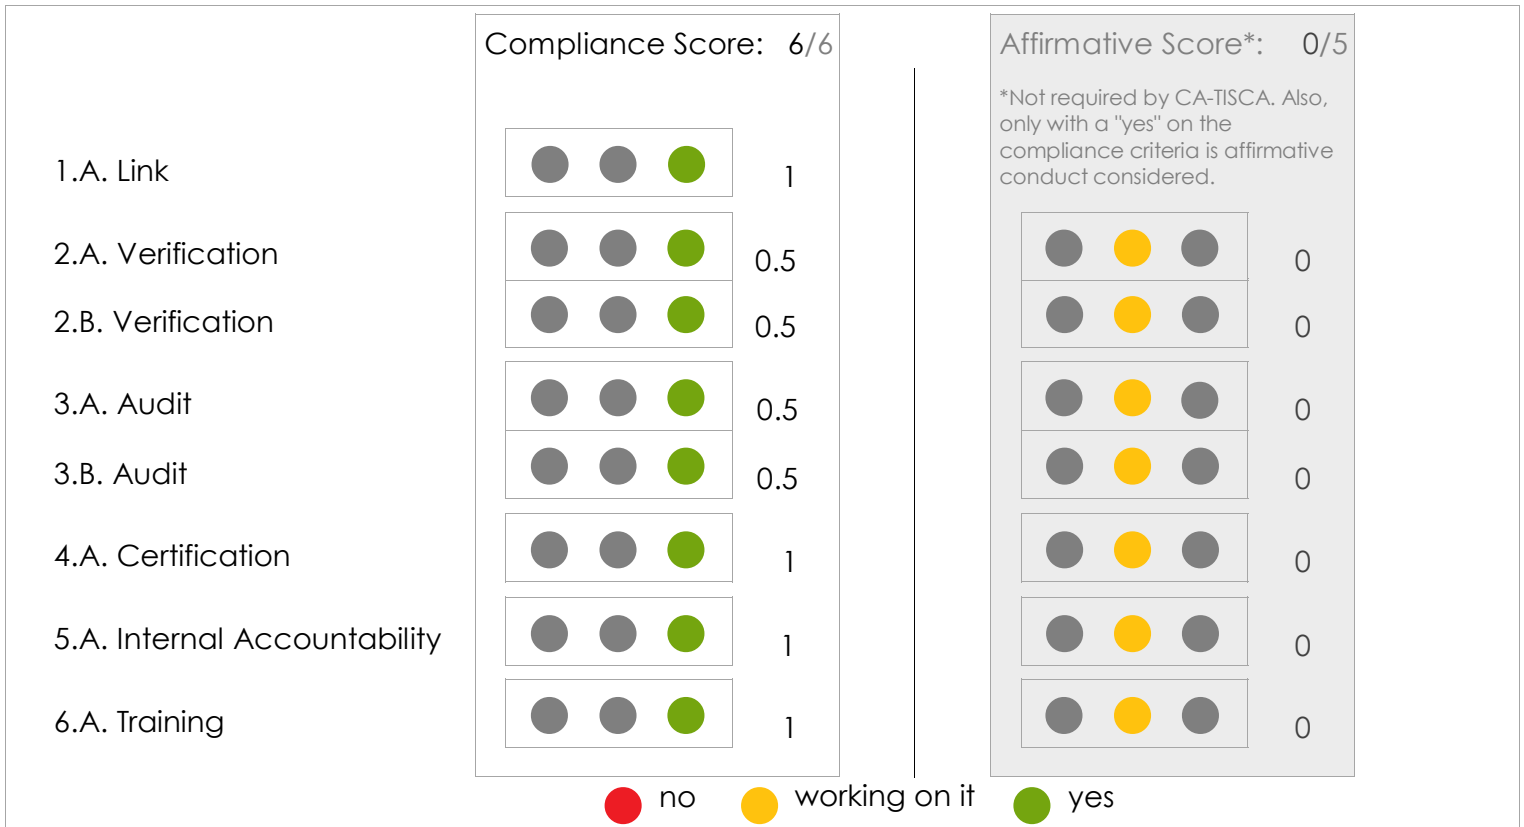 Compliance Score: 6/6
Affirmative Score*: 0/5
*Not required by CA-TISCA. Also,
only with a "yes" on the
compliance criteria is affirmative
conduct considered.
1.A. Link 1
2.A. Verification 0.5 0
2.B. Verification 0.5 0
3.A. Audit 0.5 0
3.B. Audit 0.5 0
4.A. Certification 1 0
5.A. Internal Accountability 1 0
6.A. Training 1 0
no working on it yes